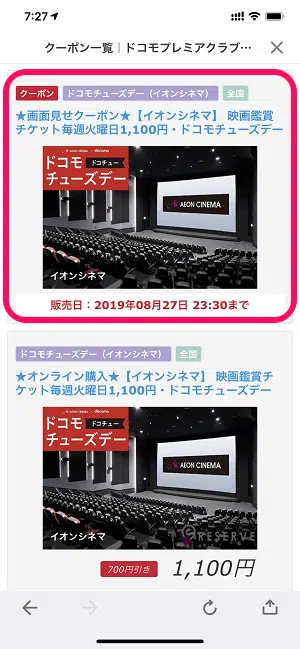 7:27
クーポン一覧｜ドコモプレミアクラブ…
クーポン ドコモチューズデー（イオンシネマ） 全国
★画面見せクーポン★【イオンシネマ】 映画鑑賞
チケット毎週火曜日1,100円・ドコモチューズデー
AEON CINEMA × docomo
ドコモ ドコチュー
チューズデー
AEON CINEMA
イオンシネマ
販売日：2019年08月27日 23:30まで
ドコモチューズデー（イオンシネマ） 全国
★オンライン購入★【イオンシネマ】 映画鑑賞チ
ケット毎週火曜日1,100円・ドコモチューズデー
AEON CINEMA × docomo
ドコモ ドコチュー
チューズデー
AEON CINEMA
イオンシネマ
e RESERVE
700円引き 1,100円